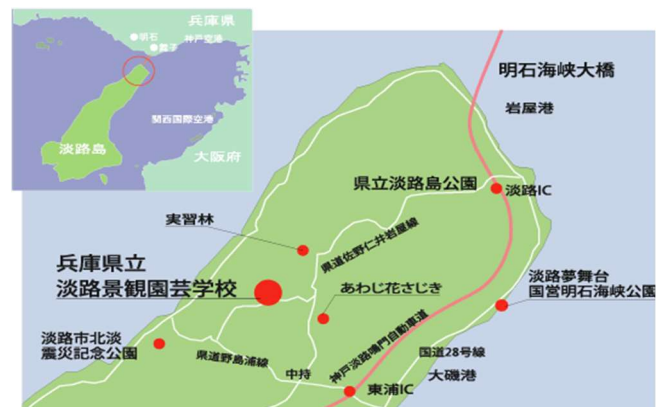 兵庫県
明石
舞子
神戸空港
関西国際空港
淡路島
大阪府
明石海峡大橋
岩屋港
県立淡路島公園
淡路IC
実習林
県道佐野仁井岩屋線
兵庫県立
淡路景観園芸学校
あわじ花さじき
淡路夢舞台
国営明石海峡公園
淡路市北淡
震災記念公園
県道野島浦線
中持
神戸淡路鳴門自動車道
国道28号線
大磯港
東浦IC